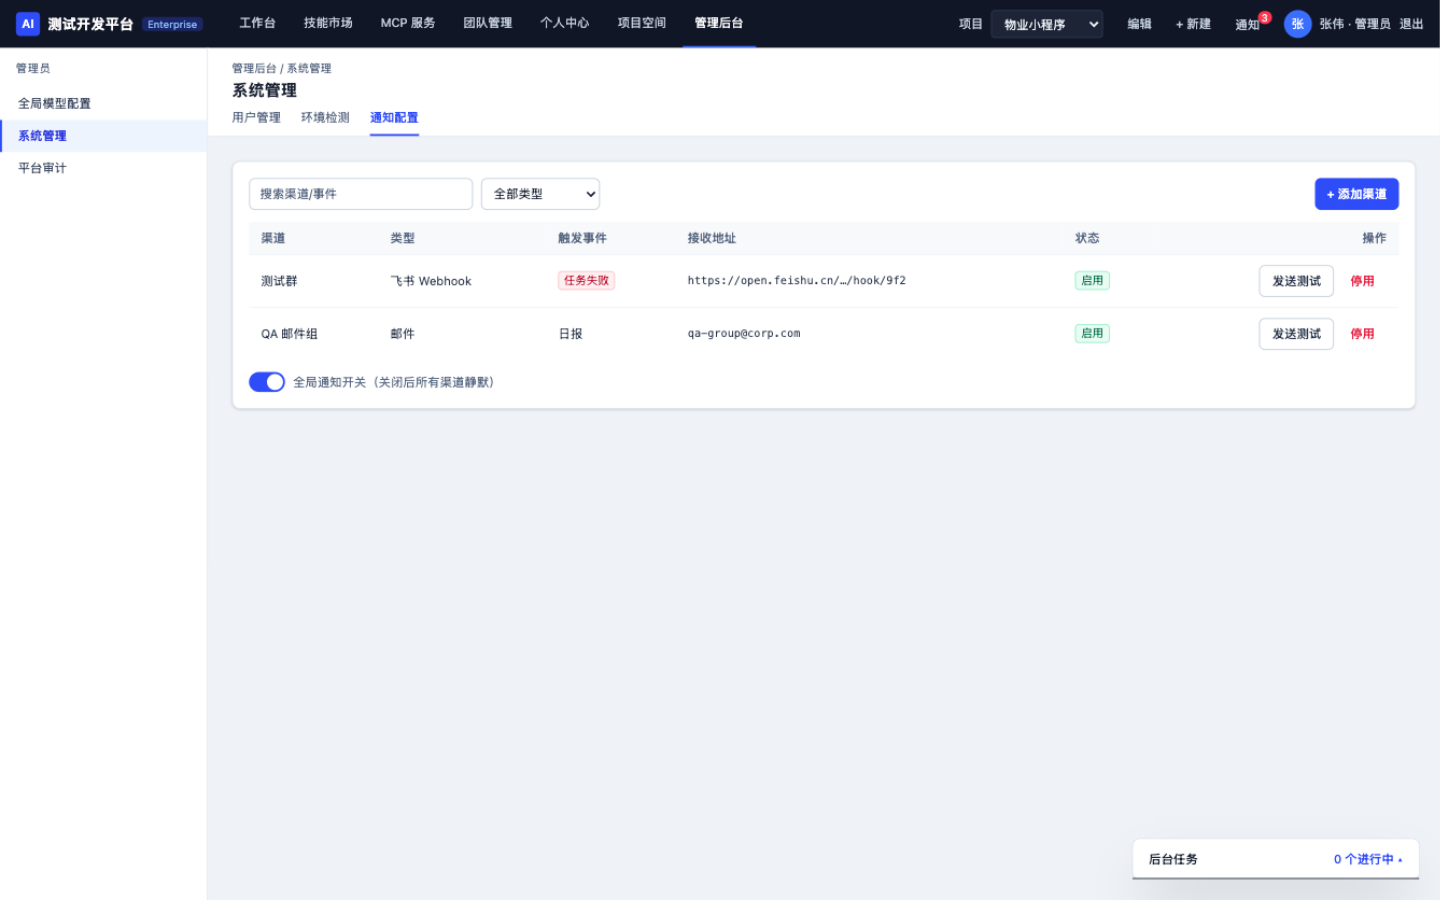 AI 测试开发平台 Enterprise 工作台 技能市场 MCP 服务 团队管理 个人中心 项目空间 管理后台 项目 物业小程序 编辑 + 新建 通知 3 张 张伟 · 管理员 退出
管理员
全局模型配置
系统管理
平台审计
管理后台 / 系统管理
系统管理
用户管理 环境检测 通知配置
搜索渠道/事件 全部类型 + 添加渠道
渠道 类型 触发事件 接收地址 状态 操作
测试群 飞书 Webhook 任务失败 https://open.feishu.cn/…/hook/9f2 启用 发送测试 停用
QA 邮件组 邮件 日报 qa-group@corp.com 启用 发送测试 停用
全局通知开关（关闭后所有渠道静默）
后台任务 0 个进行中